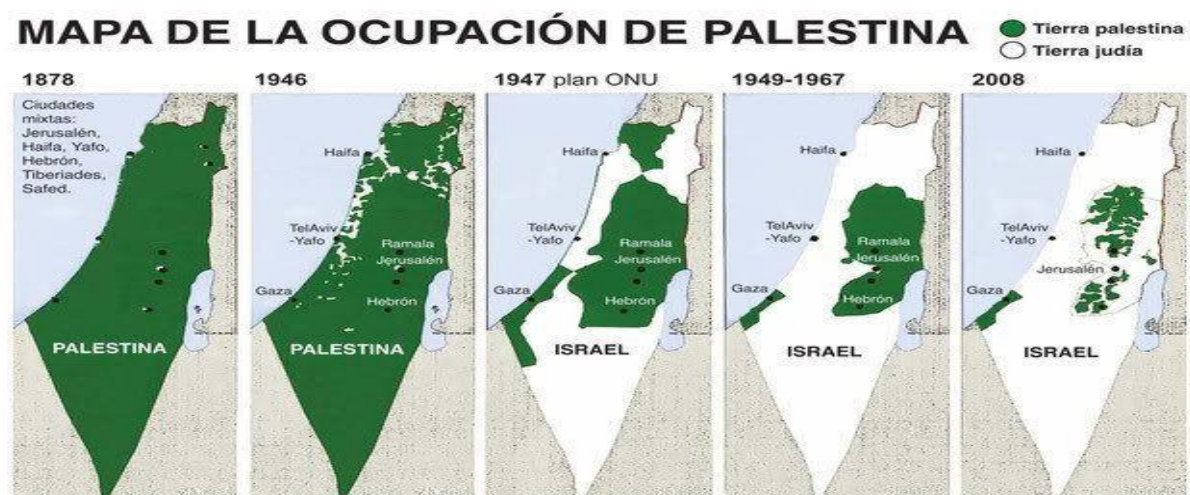 MAPA DE LA OCUPACIÓN DE PALESTINA
Tierra palestina
Tierra judía
1878
Ciudades
mixtas:
Jerusalén,
Haifa, Yafo,
Hebrón,
Tiberiades,
Safed.
PALESTINA
1946
Haifa
TelAviv
-Yafo
Ramala
Jerusalén
Gaza
Hebrón
PALESTINA
1947 plan ONU
Haifa
TelAviv
-Yafo
Ramala
Jerusalén
Gaza
Hebrón
ISRAEL
1949-1967
Haifa
TelAviv
-Yafo
Ramala
Jerusalén
Gaza
Hebrón
ISRAEL
2008
Haifa
TelAviv
-Yafo
Jerusalén
Gaza
ISRAEL